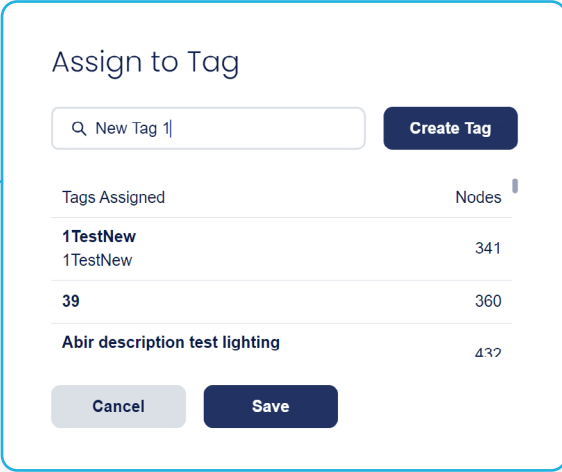 Assign to Tag
New Tag 1
Create Tag
Tags Assigned Nodes
1TestNew
1TestNew
341
39 360
Abir description test lighting
432
Cancel Save